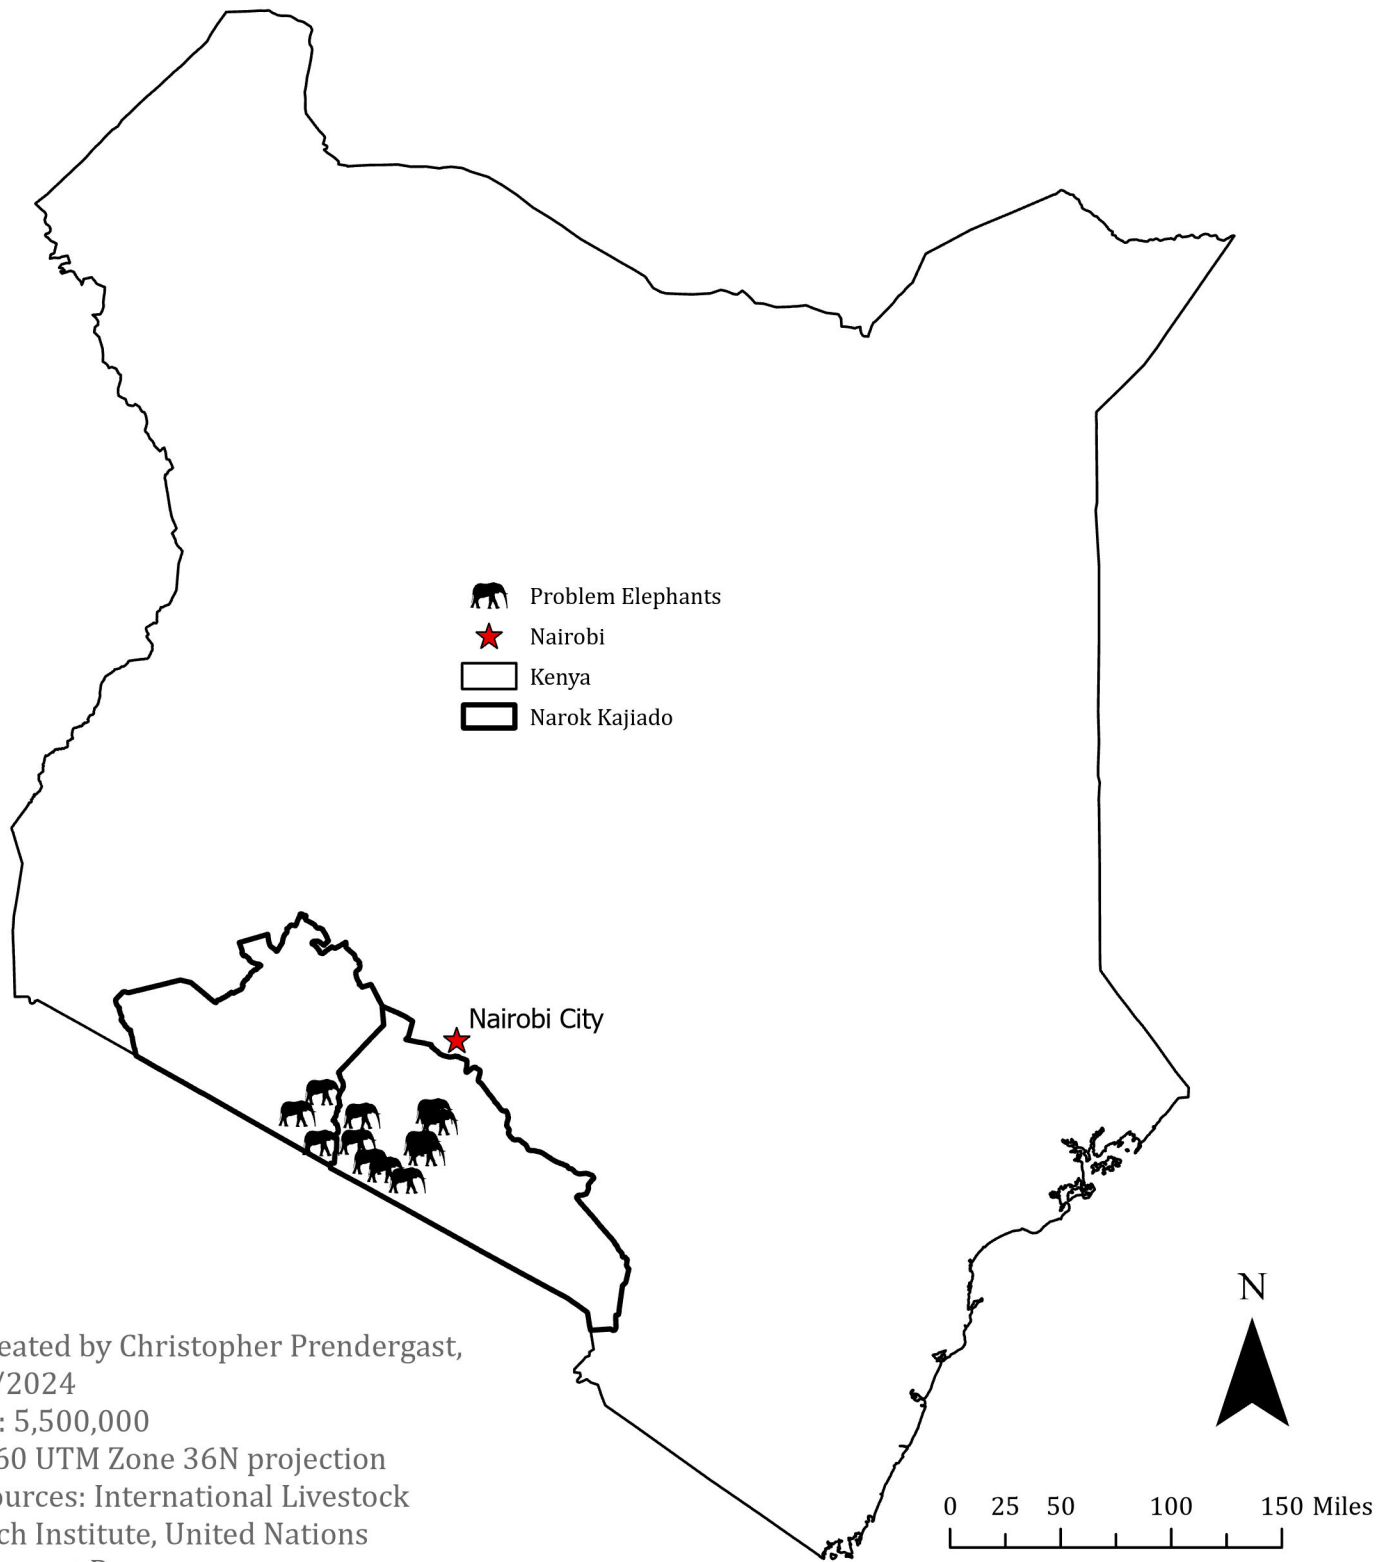 Problem Elephants
Nairobi
Kenya
Narok Kajiado
Nairobi City
N
eated by Christopher Prendergast,
/2024
: 5,500,000
60 UTM Zone 36N projection
ources: International Livestock
ch Institute, United Nations
0 25 50 100 150 Miles